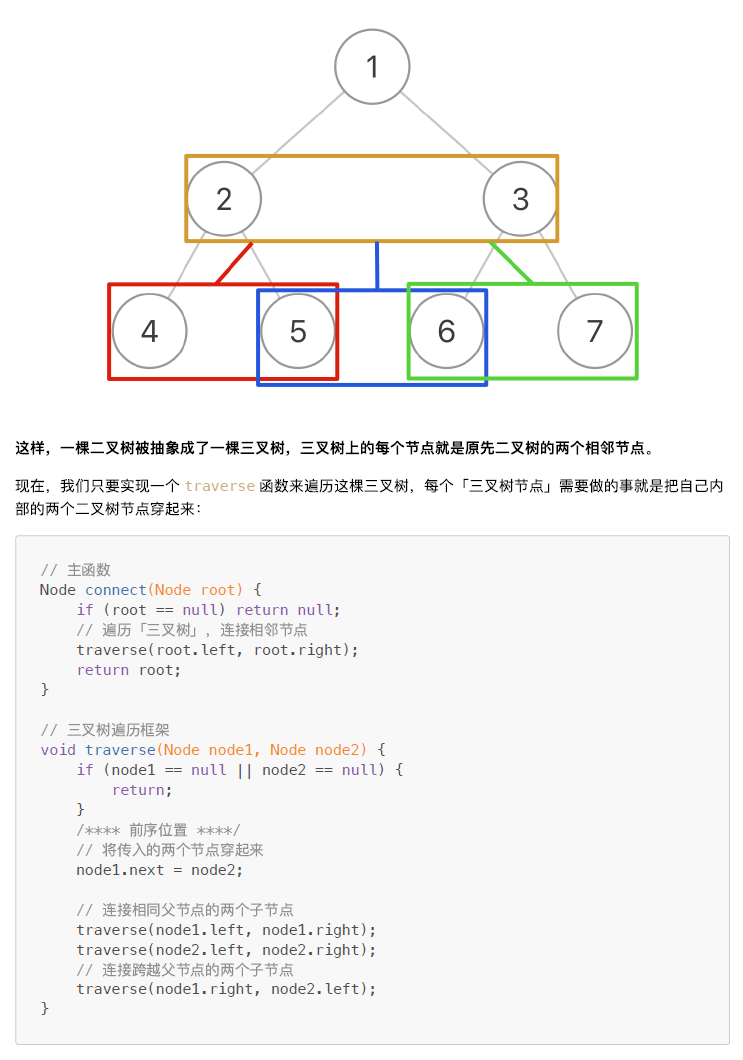 1
2 3
4 5 6 7
这样，一棵二叉树被抽象成了一棵三叉树，三叉树上的每个节点就是原先二叉树的两个相邻节点。
现在，我们只要实现一个 traverse 函数来遍历这棵三叉树，每个「三叉树节点」需要做的事就是把自己内
部的两个二叉树节点穿起来：
// 主函数
Node connect(Node root) {
    if (root == null) return null;
    // 遍历「三叉树」，连接相邻节点
    traverse(root.left, root.right);
    return root;
}
// 三叉树遍历框架
void traverse(Node node1, Node node2) {
    if (node1 == null || node2 == null) {
        return;
    }
    /**** 前序位置 ****/
    // 将传入的两个节点穿起来
    node1.next = node2;
    // 连接相同父节点的两个子节点
    traverse(node1.left, node1.right);
    traverse(node2.left, node2.right);
    // 连接跨越父节点的两个子节点
    traverse(node1.right, node2.left);
}